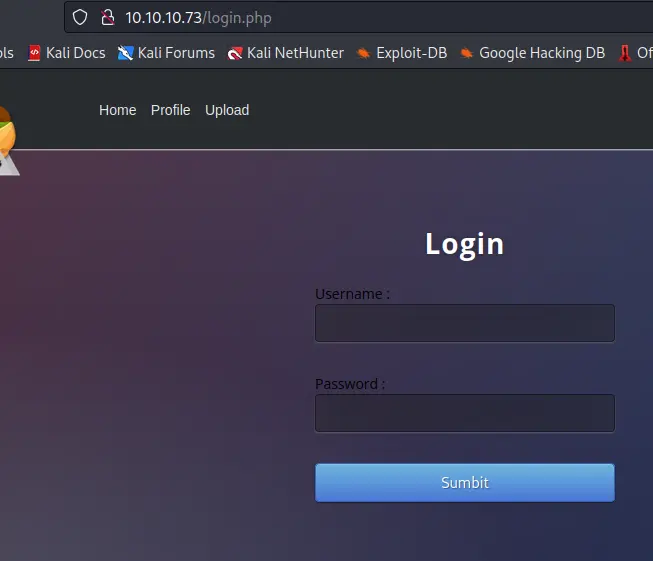 10.10.10.73/login.php
ols Kali Docs Kali Forums Kali NetHunter Exploit-DB Google Hacking DB Of
Home Profile Upload
Login
Username :
Password :
Sumbit